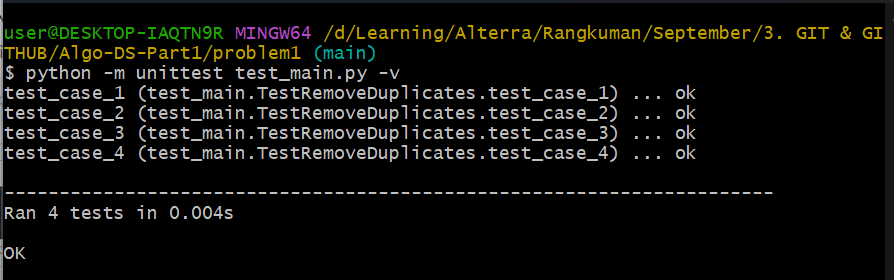 user@DESKTOP-IAQTN9R MINGW64 /d/Learning/Alterra/Rangkuman/September/3. GIT & GI
THUB/Algo-DS-Part1/problem1 (main)
$ python -m unittest test_main.py -v
test_case_1 (test_main.TestRemoveDuplicates.test_case_1) ... ok
test_case_2 (test_main.TestRemoveDuplicates.test_case_2) ... ok
test_case_3 (test_main.TestRemoveDuplicates.test_case_3) ... ok
test_case_4 (test_main.TestRemoveDuplicates.test_case_4) ... ok
----------------------------------------------------------------------
Ran 4 tests in 0.004s
OK